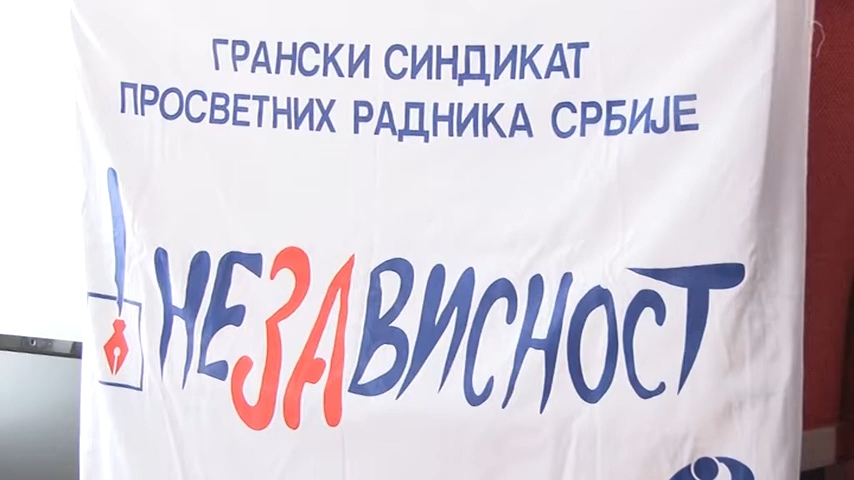 ГРАНСКИ СИНДИКАТ
ПРОСВЕТНИХ РАДНИКА СРБИЈЕ
НЕЗАВИСНОСТ